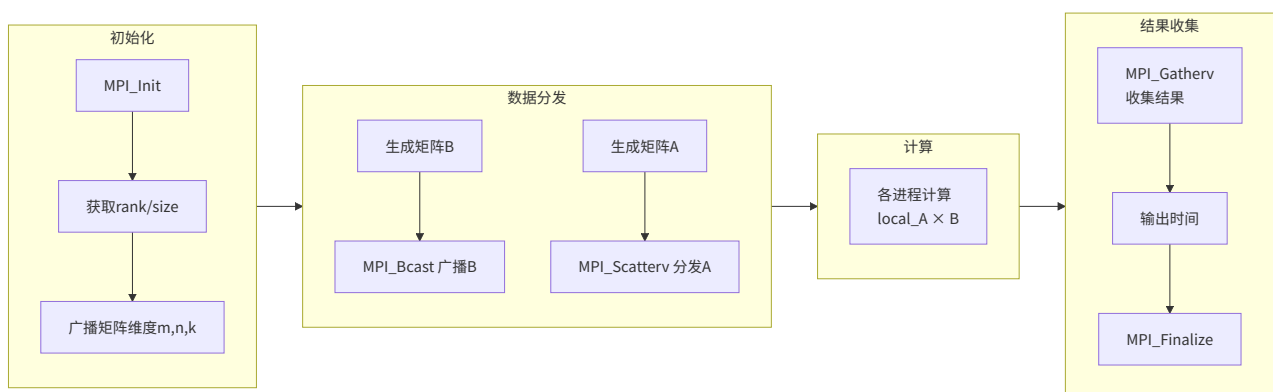 初始化
MPI_Init
获取rank/size
广播矩阵维度m,n,k
数据分发
生成矩阵B
MPI_Bcast 广播B
生成矩阵A
MPI_Scatterv 分发A
计算
各进程计算
local_A × B
结果收集
MPI_Gatherv
收集结果
输出时间
MPI_Finalize